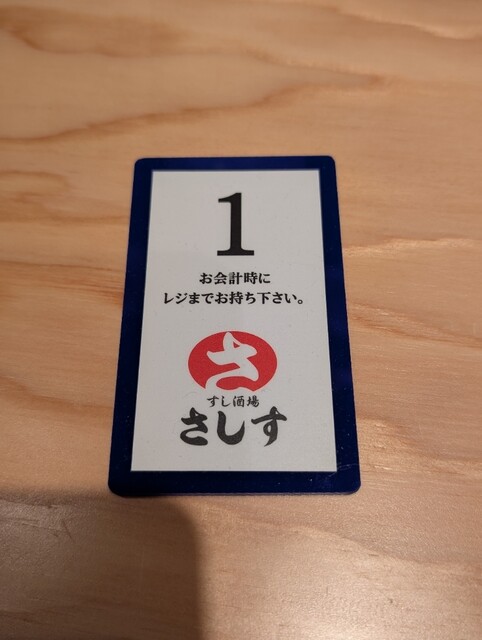 1
お会計時に
レジまでお持ち下さい。
さ
すし酒場
さしす